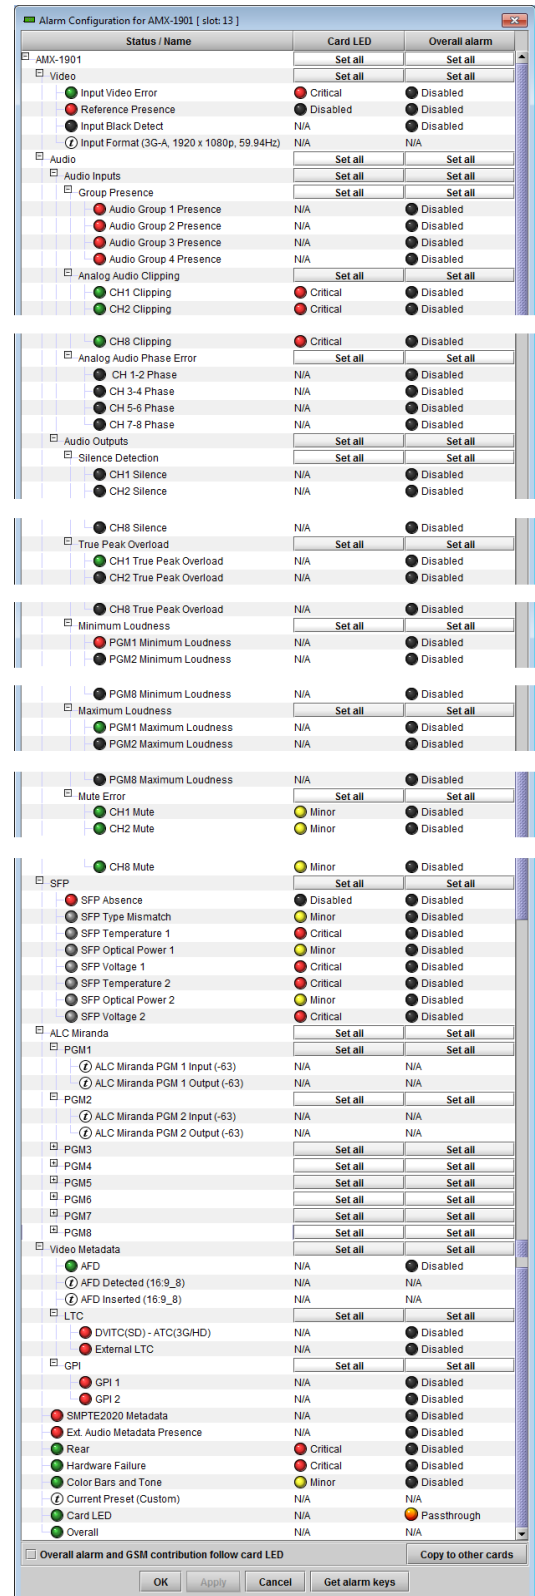 Alarm Configuration for AMX-1901 [ slot: 13 ]
Status / Name Card LED Overall alarm
AMX-1901 Set all Set all
Video Set all Set all
Input Video Error Critical Disabled
Reference Presence Disabled Disabled
Input Black Detect N/A Disabled
Input Format (3G-A, 1920 x 1080p, 59.94Hz) N/A N/A
Audio Set all Set all
Audio Inputs Set all Set all
Group Presence Set all Set all
Audio Group 1 Presence N/A Disabled
Audio Group 2 Presence N/A Disabled
Audio Group 3 Presence N/A Disabled
Audio Group 4 Presence N/A Disabled
Analog Audio Clipping Set all Set all
CH1 Clipping Critical Disabled
CH2 Clipping Critical Disabled
CH8 Clipping Critical Disabled
Analog Audio Phase Error Set all Set all
CH 1-2 Phase N/A Disabled
CH 3-4 Phase N/A Disabled
CH 5-6 Phase N/A Disabled
CH 7-8 Phase N/A Disabled
Audio Outputs Set all Set all
Silence Detection Set all Set all
CH1 Silence N/A Disabled
CH2 Silence N/A Disabled
CH8 Silence N/A Disabled
True Peak Overload Set all Set all
CH1 True Peak Overload N/A Disabled
CH2 True Peak Overload N/A Disabled
CH8 True Peak Overload N/A Disabled
Minimum Loudness Set all Set all
PGM1 Minimum Loudness N/A Disabled
PGM2 Minimum Loudness N/A Disabled
PGM8 Minimum Loudness N/A Disabled
Maximum Loudness Set all Set all
PGM1 Maximum Loudness N/A Disabled
PGM2 Maximum Loudness N/A Disabled
PGM8 Maximum Loudness N/A Disabled
Mute Error Set all Set all
CH1 Mute Minor Disabled
CH2 Mute Minor Disabled
CH8 Mute Minor Disabled
SFP Set all Set all
SFP Absence Disabled Disabled
SFP Type Mismatch Minor Disabled
SFP Temperature 1 Critical Disabled
SFP Optical Power 1 Minor Disabled
SFP Voltage 1 Critical Disabled
SFP Temperature 2 Critical Disabled
SFP Optical Power 2 Minor Disabled
SFP Voltage 2 Critical Disabled
ALC Miranda Set all Set all
PGM1 Set all Set all
ALC Miranda PGM 1 Input (-63) N/A N/A
ALC Miranda PGM 1 Output (-63) N/A N/A
PGM2 Set all Set all
ALC Miranda PGM 2 Input (-63) N/A N/A
ALC Miranda PGM 2 Output (-63) N/A N/A
PGM3 Set all Set all
PGM4 Set all Set all
PGM5 Set all Set all
PGM6 Set all Set all
PGM7 Set all Set all
PGM8 Set all Set all
Video Metadata Set all Set all
AFD N/A Disabled
AFD Detected (16:9_8) N/A N/A
AFD Inserted (16:9_8) N/A N/A
LTC Set all Set all
DVITC(SD) - ATC(3G/HD) N/A Disabled
External LTC N/A Disabled
GPI Set all Set all
GPI 1 N/A Disabled
GPI 2 N/A Disabled
SMPTE2020 Metadata N/A Disabled
Ext. Audio Metadata Presence N/A Disabled
Rear Critical Disabled
Hardware Failure Critical Disabled
Color Bars and Tone Minor Disabled
Current Preset (Custom) N/A N/A
Card LED N/A Passthrough
Overall N/A N/A
Overall alarm and GSM contribution follow card LED Copy to other cards
OK Apply Cancel Get alarm keys